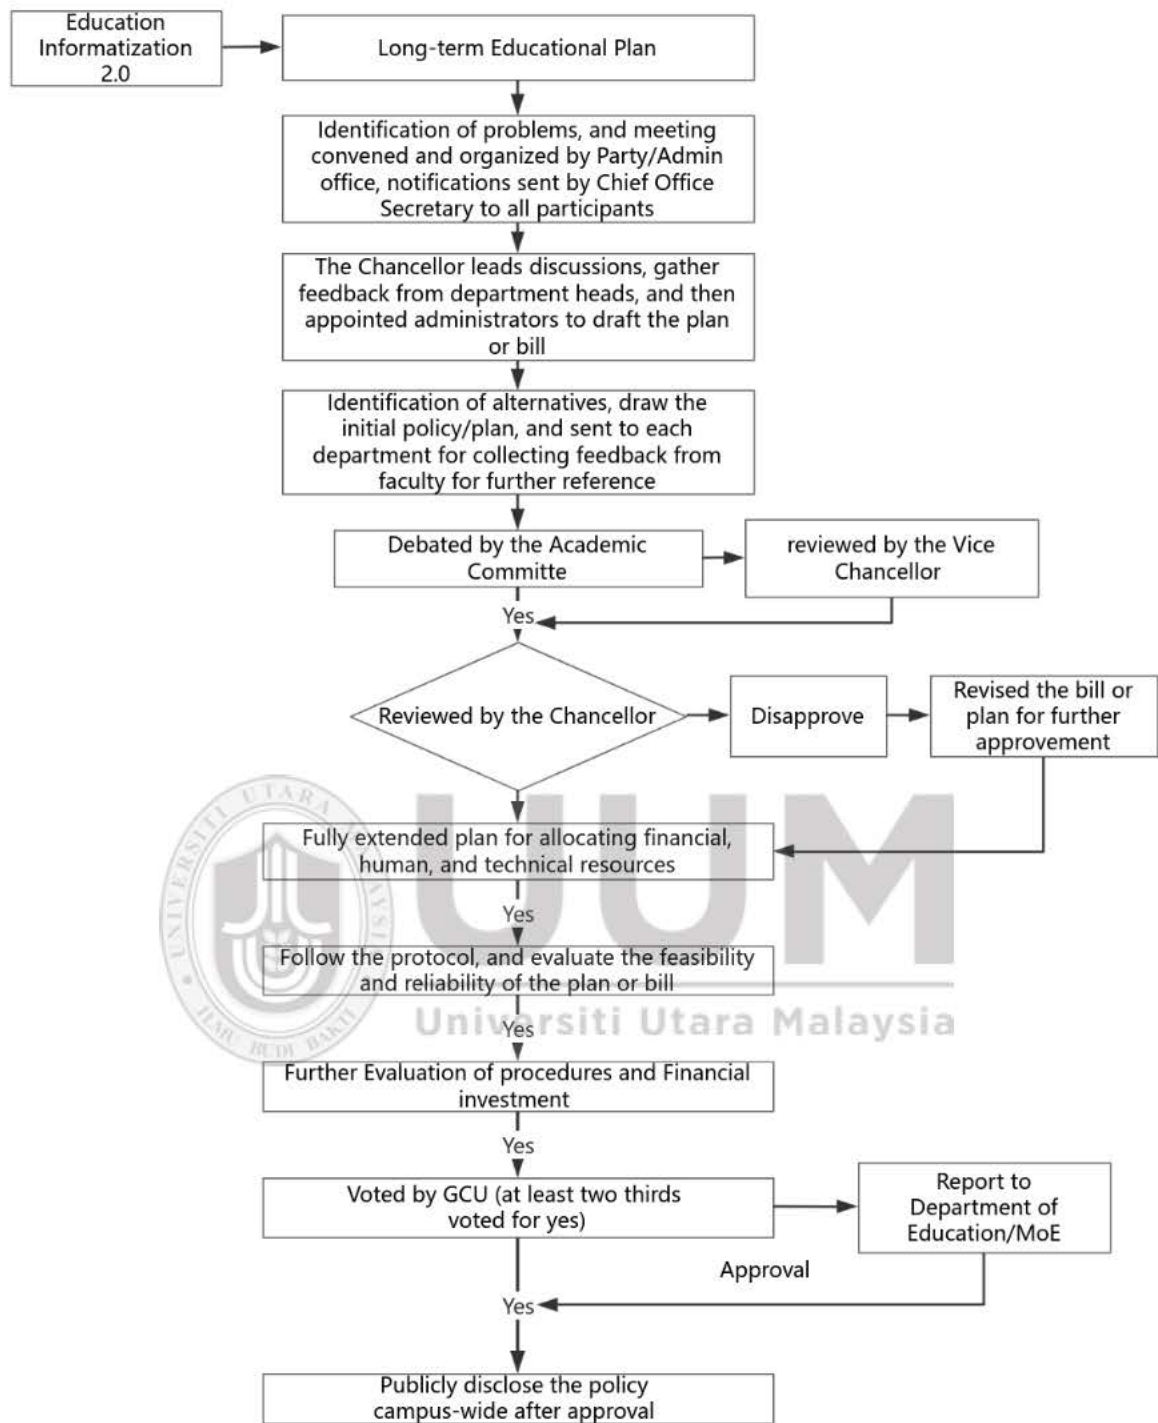 Education
Informatization
2.0
Long-term Educational Plan
Identification of problems, and meeting
convened and organized by Party/Admin
office, notifications sent by Chief Office
Secretary to all participants
The Chancellor leads discussions, gather
feedback from department heads, and then
appointed administrators to draft the plan
or bill
Identification of alternatives, draw the
initial policy/plan, and sent to each
department for collecting feedback from
faculty for further reference
Debated by the Academic
Committe
reviewed by the Vice
Chancellor
Yes
Reviewed by the Chancellor
Disapprove
Revised the bill or
plan for further
approvement
Fully extended plan for allocating financial,
human, and technical resources
Yes
Follow the protocol, and evaluate the feasibility
and reliability of the plan or bill
Yes
Further Evaluation of procedures and Financial
investment
Yes
Voted by GCU (at least two thirds
voted for yes)
Report to
Department of
Education/MoE
Approval
Yes
Publicly disclose the policy
campus-wide after approval
UUM
Universiti Utara Malaysia
UNIVERSITI UTARA MALAYSIA
ILMU BUDI BAKTI